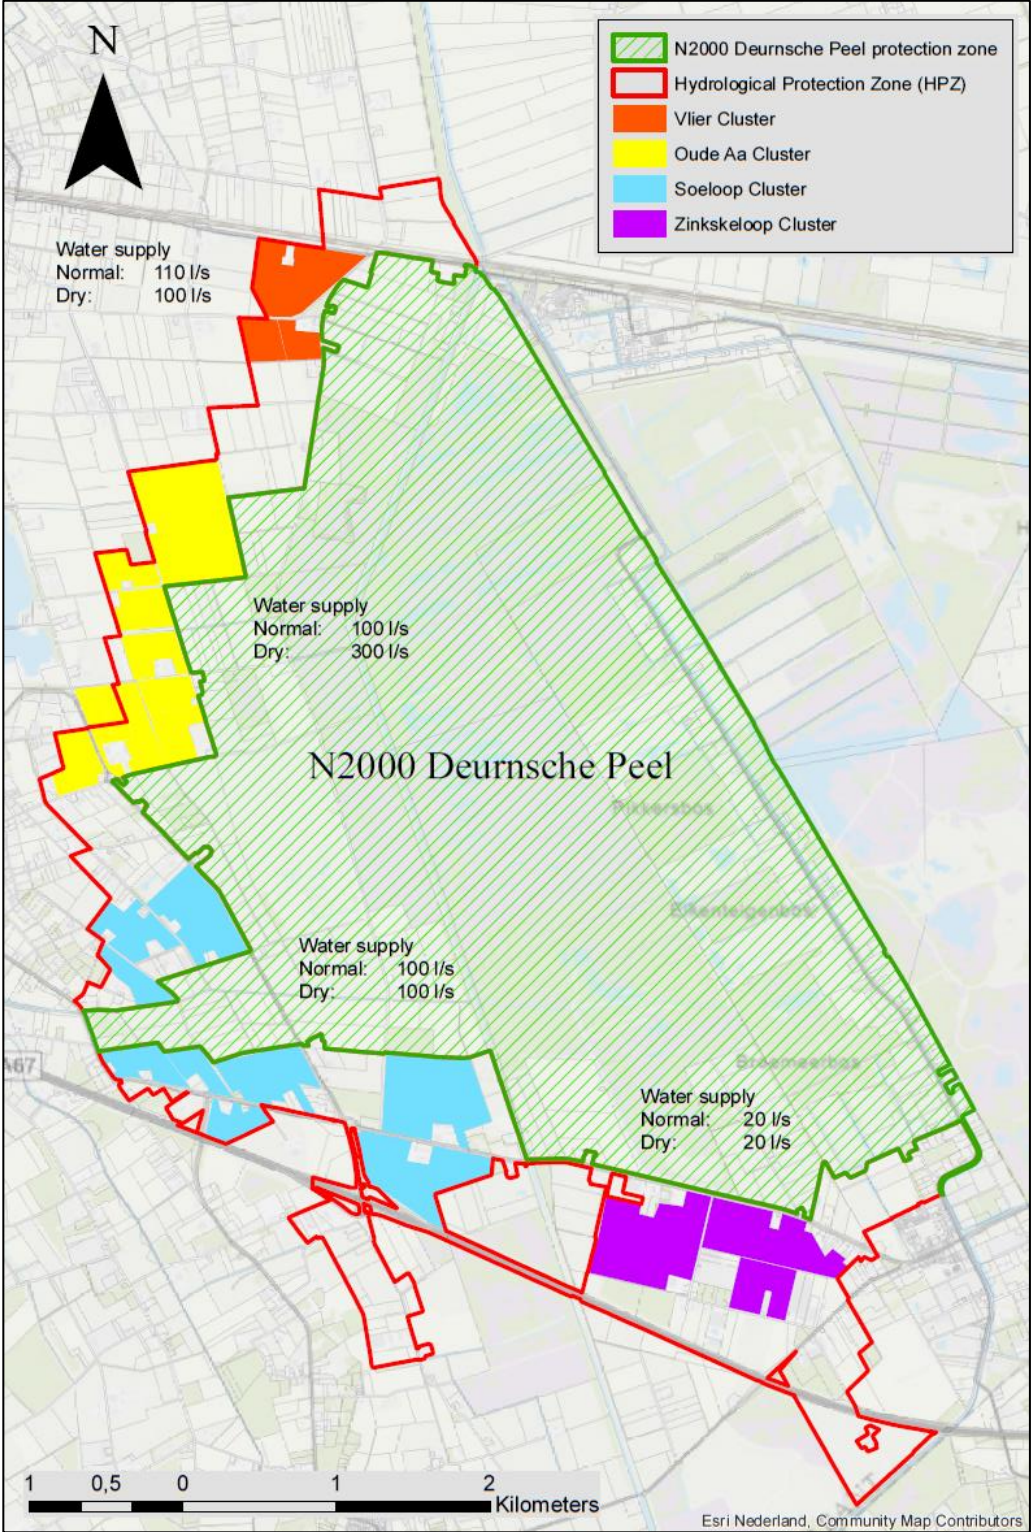 N
N2000 Deurnsche Peel protection zone
Hydrological Protection Zone (HPZ)
Vlier Cluster
Oude Aa Cluster
Soeloop Cluster
Zinkskeloop Cluster
Water supply
Normal: 110 l/s
Dry: 100 l/s
Water supply
Normal: 100 l/s
Dry: 300 l/s
N2000 Deurnsche Peel
Rikkersbos
Water supply
Normal: 100 l/s
Dry: 100 l/s
A67
Water supply
Normal: 20 l/s
Dry: 20 l/s
1 0,5 0 1 2
Kilometers
Esri Nederland, Community Map Contributors